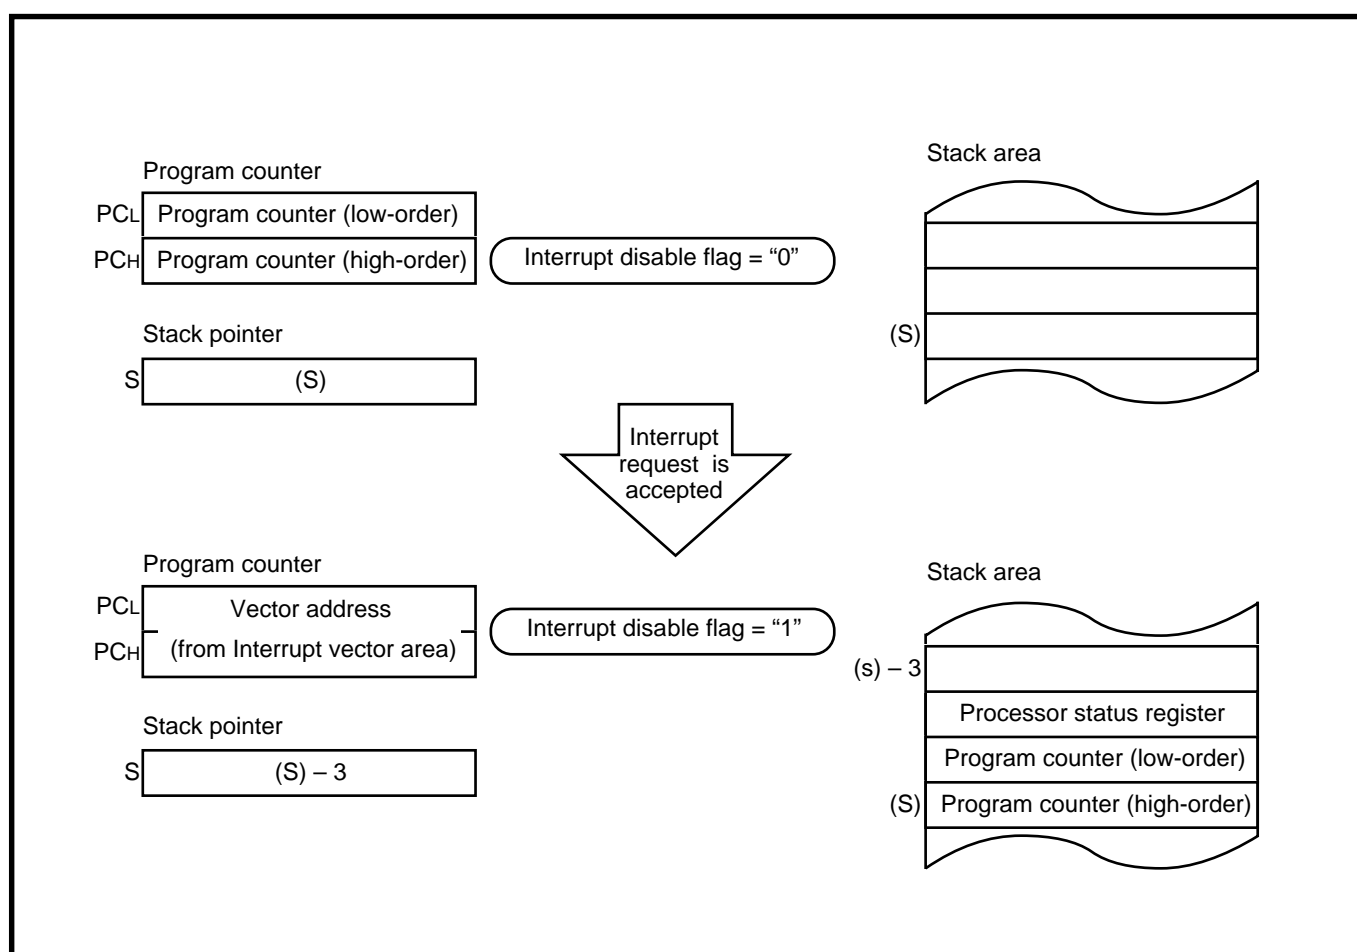 Stack area
Program counter
PCL Program counter (low-order)
PCH Program counter (high-order)
Interrupt disable flag = “0”
Stack pointer
(S)
S (S)
Interrupt
request is
accepted
Program counter
Stack area
PCL Vector address
Interrupt disable flag = “1”
PCH (from Interrupt vector area)
(s) – 3
Processor status register
Stack pointer
Program counter (low-order)
S (S) – 3
(S) Program counter (high-order)